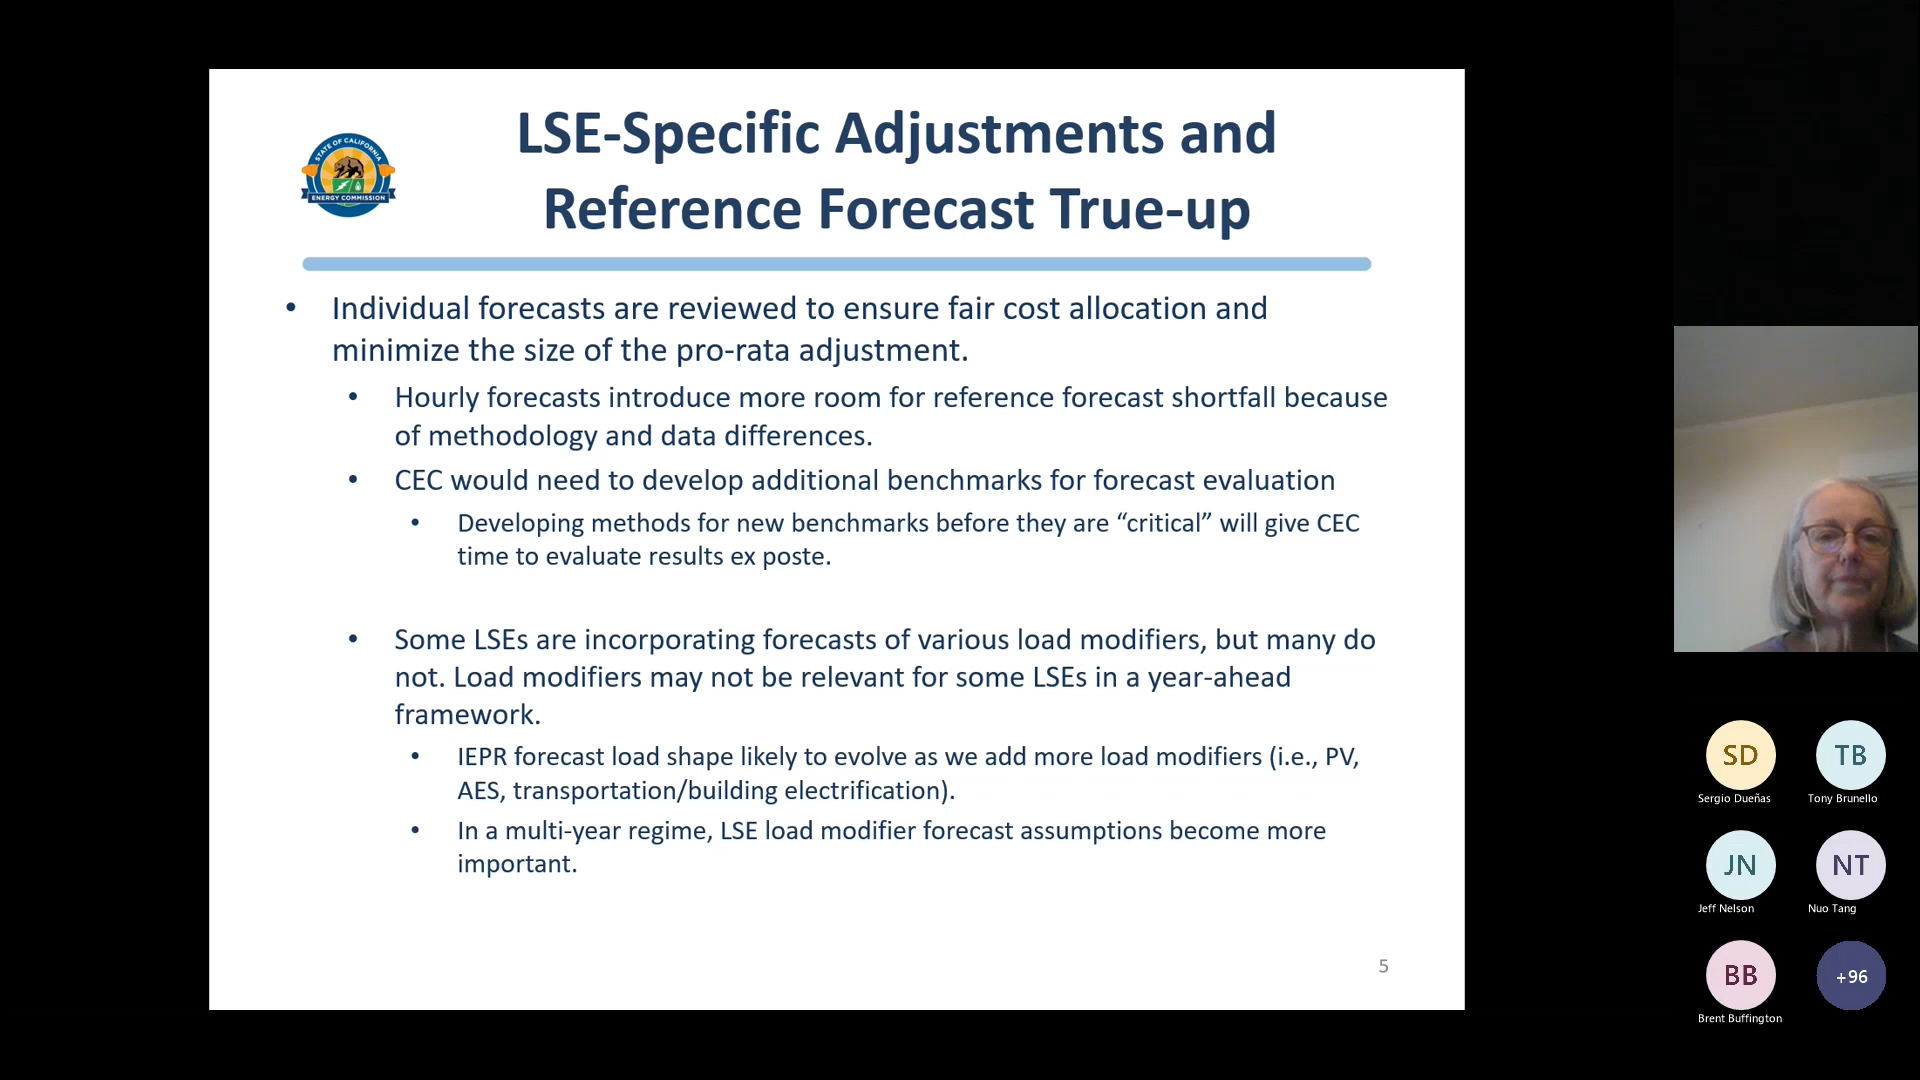 LSE-Specific Adjustments and
Reference Forecast True-up
STATE OF CALIFORNIA
ENERGY COMMISSION
• Individual forecasts are reviewed to ensure fair cost allocation and
minimize the size of the pro-rata adjustment.
• Hourly forecasts introduce more room for reference forecast shortfall because
of methodology and data differences.
• CEC would need to develop additional benchmarks for forecast evaluation
• Developing methods for new benchmarks before they are “critical” will give CEC
time to evaluate results ex poste.
• Some LSEs are incorporating forecasts of various load modifiers, but many do
not. Load modifiers may not be relevant for some LSEs in a year-ahead
framework.
• IEPR forecast load shape likely to evolve as we add more load modifiers (i.e., PV,
AES, transportation/building electrification).
• In a multi-year regime, LSE load modifier forecast assumptions become more
important.
5
SD
Sergio Dueñas
TB
Tony Brunello
JN
Jeff Nelson
NT
Nuo Tang
BB
Brent Buffington
+96